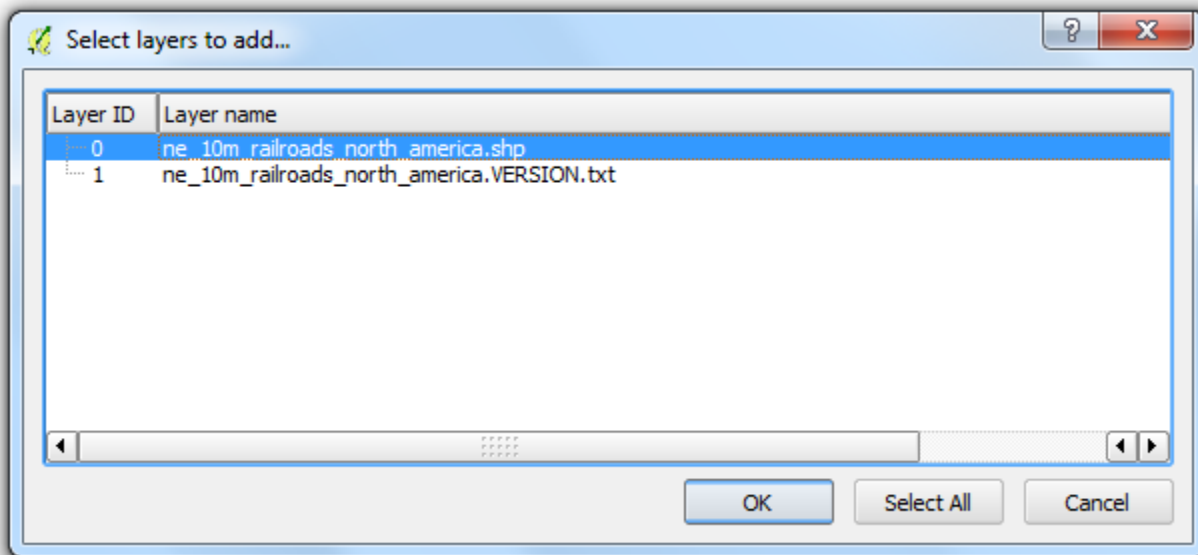 Select layers to add...
Layer ID Layer name
0 ne_10m_railroads_north_america.shp
1 ne_10m_railroads_north_america.VERSION.txt
OK Select All Cancel